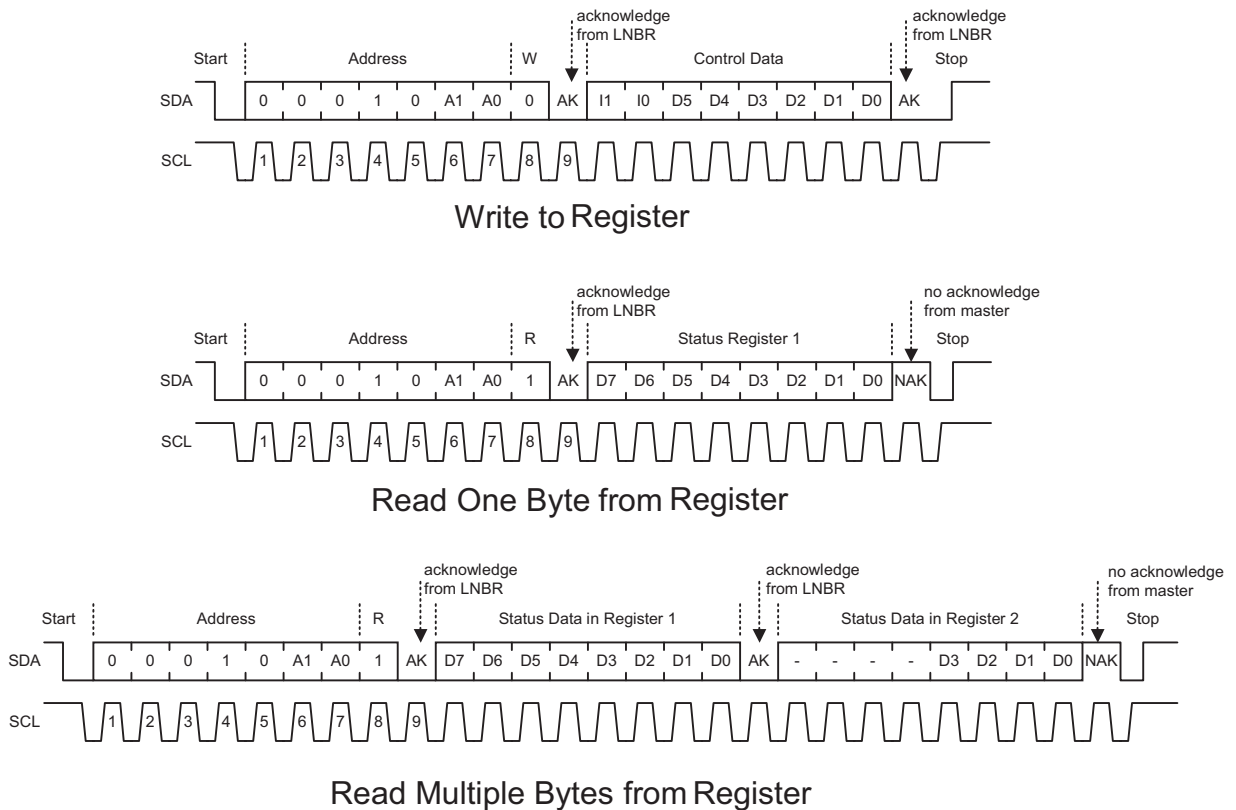 acknowledge acknowledge
from LNBR from LNBR
Start Address W Control Data Stop
SDA 0 0 0 1 0 A1 A0 0 AK I1 I0 D5 D4 D3 D2 D1 D0 AK
SCL 1 2 3 4 5 6 7 8 9
Write to Register
acknowledge no acknowledge
from LNBR from master
Start Address R Status Register 1 Stop
SDA 0 0 0 1 0 A1 A0 1 AK D7 D6 D5 D4 D3 D2 D1 D0 NAK
SCL 1 2 3 4 5 6 7 8 9
Read One Byte from Register
acknowledge acknowledge no acknowledge
from LNBR from LNBR from master
Start Address R Status Data in Register 1 Status Data in Register 2 Stop
SDA 0 0 0 1 0 A1 A0 1 AK D7 D6 D5 D4 D3 D2 D1 D0 AK - - - - D3 D2 D1 D0 NAK
SCL 1 2 3 4 5 6 7 8 9
Read Multiple Bytes from Register